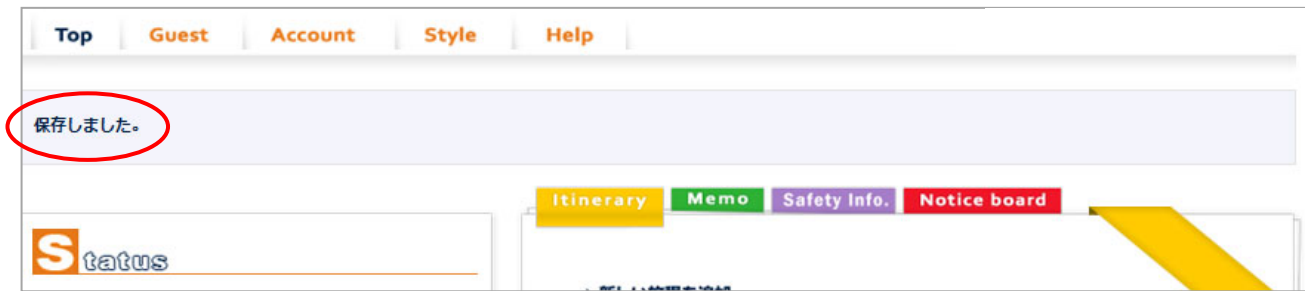 Top Guest Account Style Help
保存しました。
Itinerary Memo Safety Info. Notice board
Status